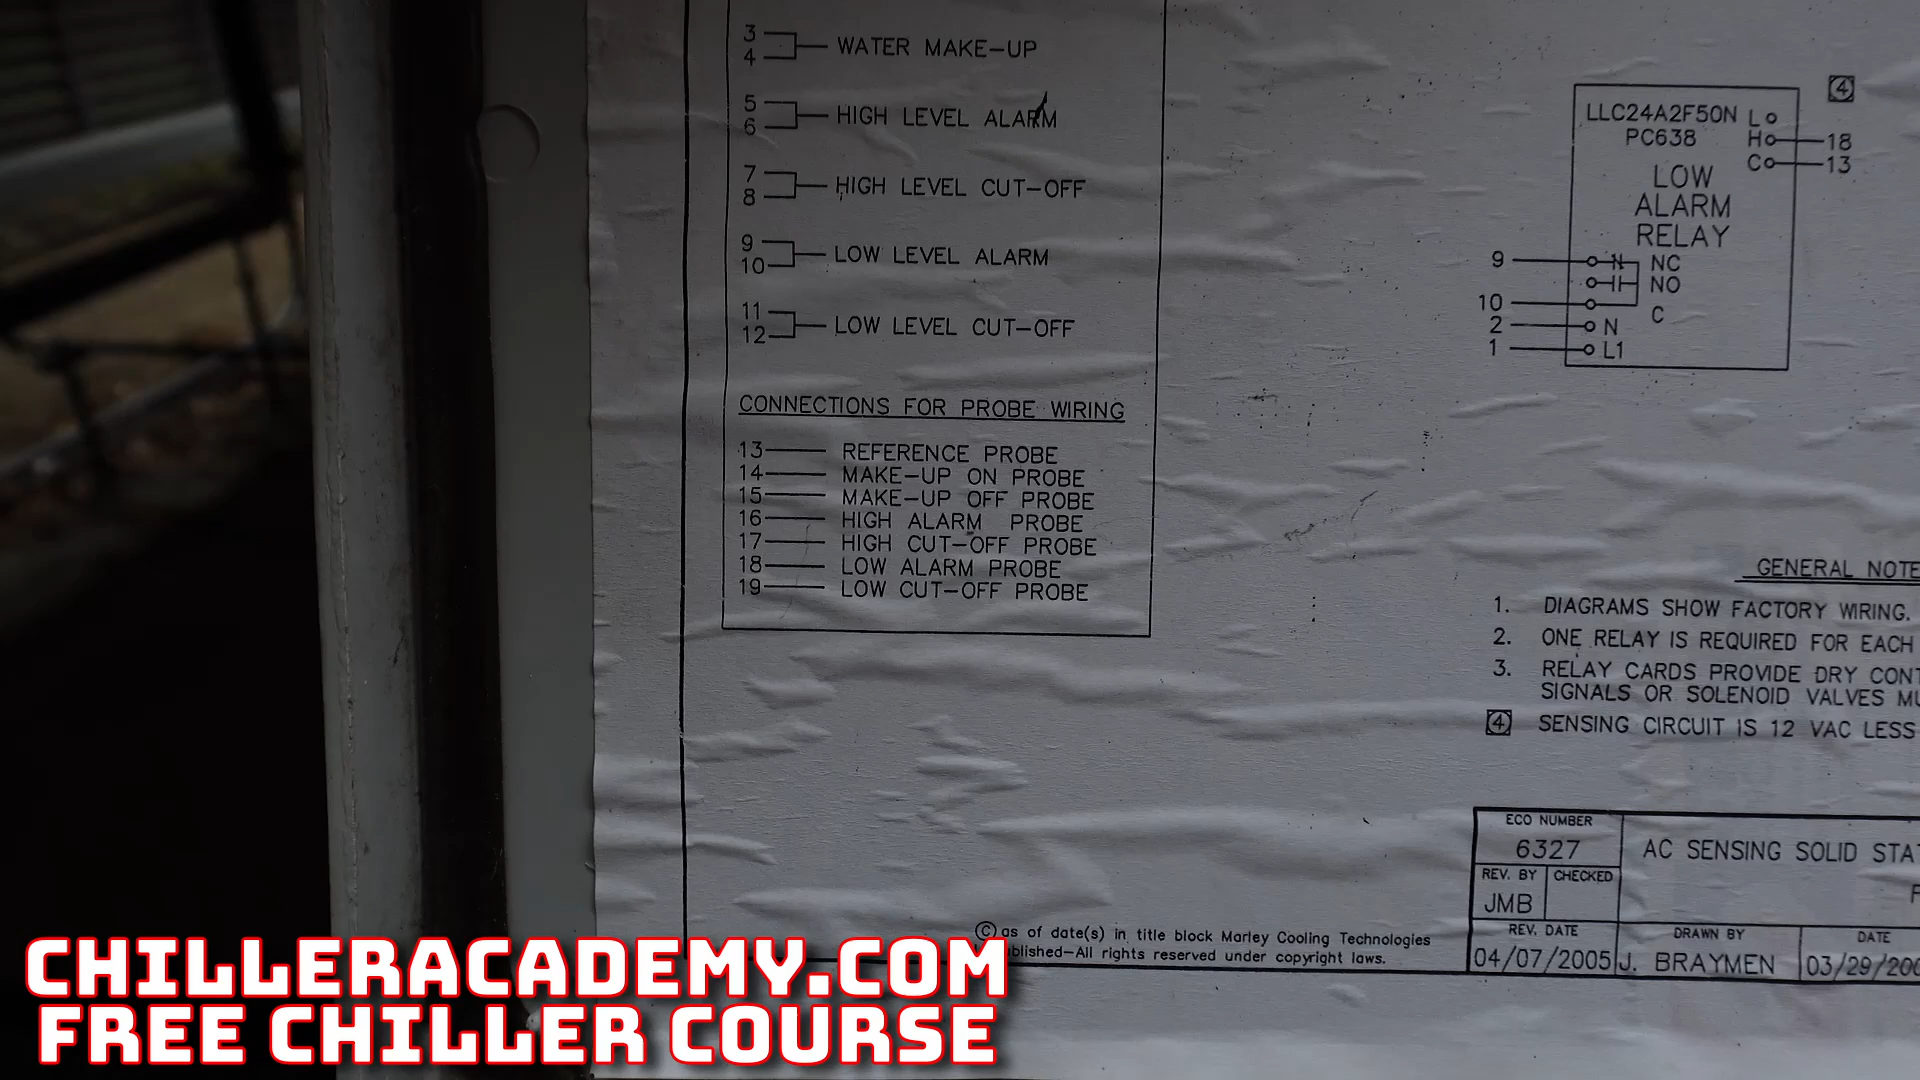 3
4
WATER MAKE-UP
5
6
HIGH LEVEL ALARM
7
8
HIGH LEVEL CUT-OFF
9
10
LOW LEVEL ALARM
11
12
LOW LEVEL CUT-OFF
CONNECTIONS FOR PROBE WIRING
13 REFERENCE PROBE
14 MAKE-UP ON PROBE
15 MAKE-UP OFF PROBE
16 HIGH ALARM PROBE
17 HIGH CUT-OFF PROBE
18 LOW ALARM PROBE
19 LOW CUT-OFF PROBE
4
LLC24A2F50N L
PC638 H 18
C 13
LOW
ALARM
RELAY
9 NC
NO
10 C
2 N
1 L1
GENERAL NOTE
1. DIAGRAMS SHOW FACTORY WIRING.
2. ONE RELAY IS REQUIRED FOR EACH
3. RELAY CARDS PROVIDE DRY CONT
SIGNALS OR SOLENOID VALVES MU
4 SENSING CIRCUIT IS 12 VAC LESS
ECO NUMBER
6327
AC SENSING SOLID STAT
REV. BY CHECKED
JMB
REV. DATE DRAWN BY DATE
04/07/2005 J. BRAYMEN 03/29/200
© as of date(s) in title block Marley Cooling Technologies
blished-All rights reserved under copyright laws.
CHILLERACADEMY.COM
FREE CHILLER COURSE